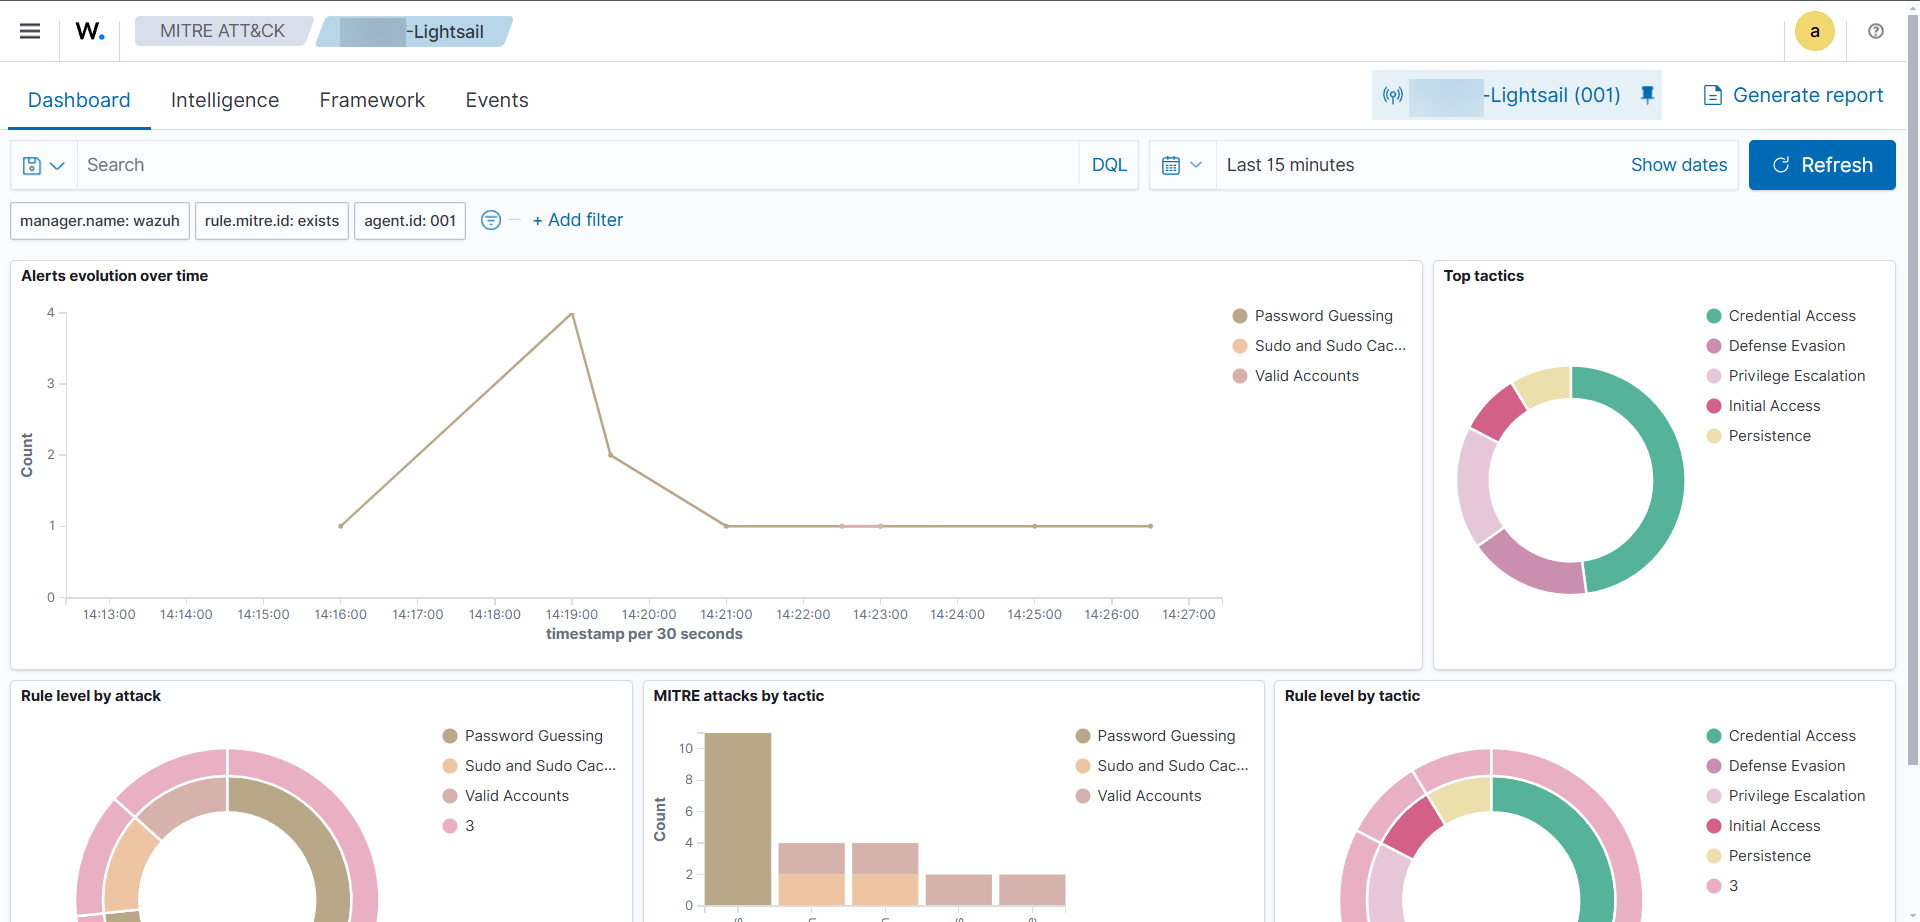 W.
MITRE ATT&CK
-Lightsail
a
Dashboard
Intelligence
Framework
Events
-Lightsail (001)
Generate report
Search
DQL
Last 15 minutes
Show dates
Refresh
manager.name: wazuh
rule.mitre.id: exists
agent.id: 001
+ Add filter
Alerts evolution over time
4
3
2
1
0
Count
14:13:00 14:14:00 14:15:00 14:16:00 14:17:00 14:18:00 14:19:00 14:20:00 14:21:00 14:22:00 14:23:00 14:24:00 14:25:00 14:26:00 14:27:00
timestamp per 30 seconds
Password Guessing
Sudo and Sudo Cac...
Valid Accounts
Top tactics
Credential Access
Defense Evasion
Privilege Escalation
Initial Access
Persistence
Rule level by attack
Password Guessing
Sudo and Sudo Cac...
Valid Accounts
3
MITRE attacks by tactic
10
8
6
4
2
0
Count
Password Guessing
Sudo and Sudo Cac...
Valid Accounts
Rule level by tactic
Credential Access
Defense Evasion
Privilege Escalation
Initial Access
Persistence
3